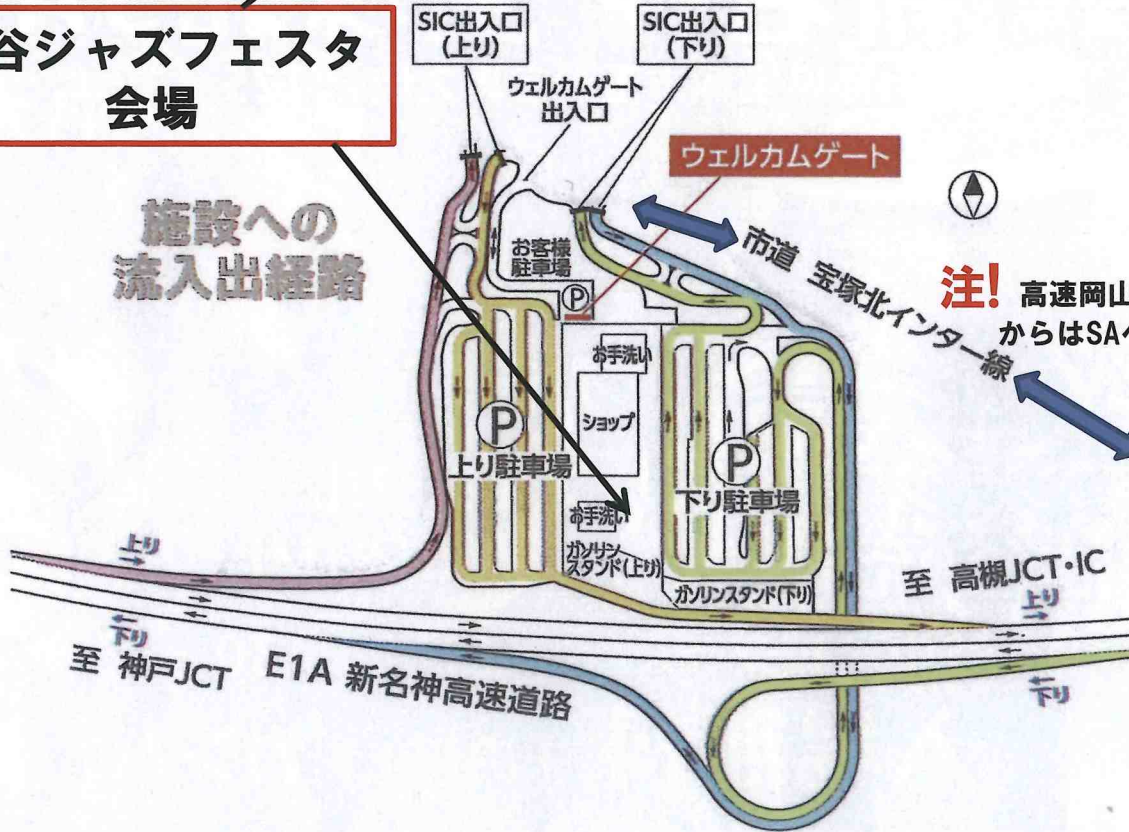 谷ジャズフェスタ
会場
SIC出入口
(上り)
SIC出入口
(下り)
ウェルカムゲート
出入口
ウェルカムゲート
施設への
流入出経路
お客様
駐車場
P
市道 宝塚北インター線
注! 高速岡山
からはSAへ
お手洗い
ショップ
P
上り駐車場
P
下り駐車場
お手洗い
ガソリン
スタンド(上り)
ガソリンスタンド(下り)
上り
下り
至 神戸JCT
E1A 新名神高速道路
至 高槻JCT・IC
上り
下り